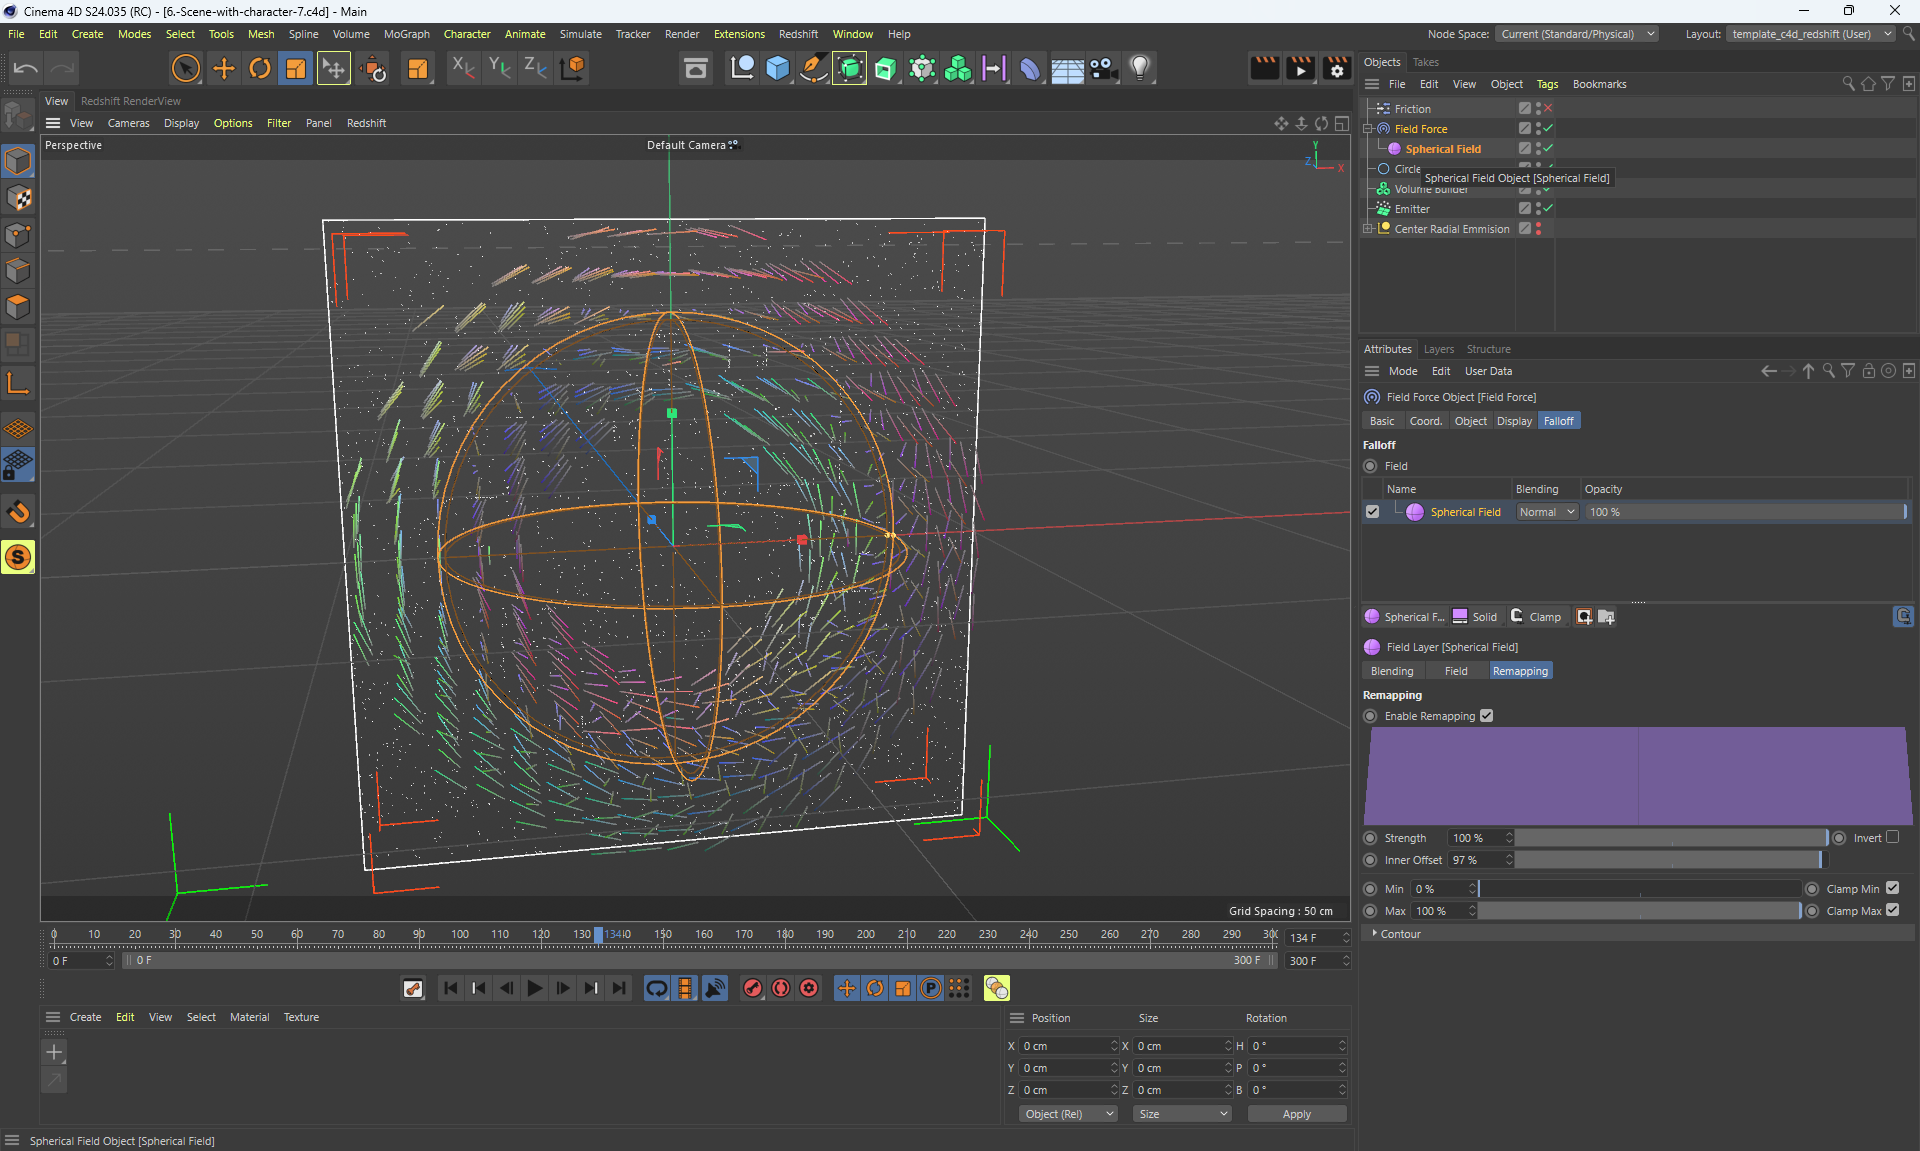 Cinema 4D S24.035 (RC) - [6.-Scene-with-character-7.c4d] - Main
File Edit Create Modes Select Tools Mesh Spline Volume MoGraph Character Animate Simulate Tracker Render Extensions Redshift Window Help
Node Space: Current (Standard/Physical) Layout: template_c4d_redshift (User)
Objects Takes
File Edit View Object Tags Bookmarks
Friction
Field Force
Spherical Field
Circle
Spherical Field Object [Spherical Field]
Volume Builder
Emitter
Center Radial Emmision
View Redshift RenderView
View Cameras Display Options Filter Panel Redshift
Perspective
Default Camera
Y
Z
X
Grid Spacing : 50 cm
Attributes Layers Structure
Mode Edit User Data
Field Force Object [Field Force]
Basic Coord. Object Display Falloff
Falloff
Field
Name Blending Opacity
Spherical Field Normal 100 %
Spherical F... Solid Clamp
Field Layer [Spherical Field]
Blending Field Remapping
Remapping
Enable Remapping
Strength 100 % Invert
Inner Offset 97 %
Min 0 % Clamp Min
Max 100 % Clamp Max
Contour
0 10 20 30 40 50 60 70 80 90 100 110 120 130 134 150 160 170 180 190 200 210 220 230 240 250 260 270 280 290 134 F
0 F 0 F 300 F 300 F
Create Edit View Select Material Texture
Position Size Rotation
X 0 cm X 0 cm H 0 °
Y 0 cm Y 0 cm P 0 °
Z 0 cm Z 0 cm B 0 °
Object (Rel) Size Apply
Spherical Field Object [Spherical Field]